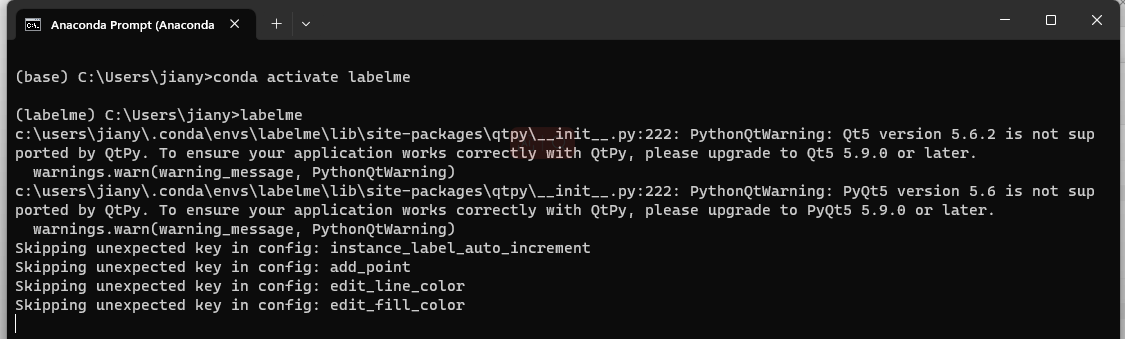 Anaconda Prompt (Anaconda
(base) C:\Users\jiany>conda activate labelme
(labelme) C:\Users\jiany>labelme
c:\users\jiany\.conda\envs\labelme\lib\site-packages\qtpy\__init__.py:222: PythonQtWarning: Qt5 version 5.6.2 is not sup
ported by QtPy. To ensure your application works correctly with QtPy, please upgrade to Qt5 5.9.0 or later.
  warnings.warn(warning_message, PythonQtWarning)
c:\users\jiany\.conda\envs\labelme\lib\site-packages\qtpy\__init__.py:222: PythonQtWarning: PyQt5 version 5.6 is not sup
ported by QtPy. To ensure your application works correctly with QtPy, please upgrade to PyQt5 5.9.0 or later.
  warnings.warn(warning_message, PythonQtWarning)
Skipping unexpected key in config: instance_label_auto_increment
Skipping unexpected key in config: add_point
Skipping unexpected key in config: edit_line_color
Skipping unexpected key in config: edit_fill_color